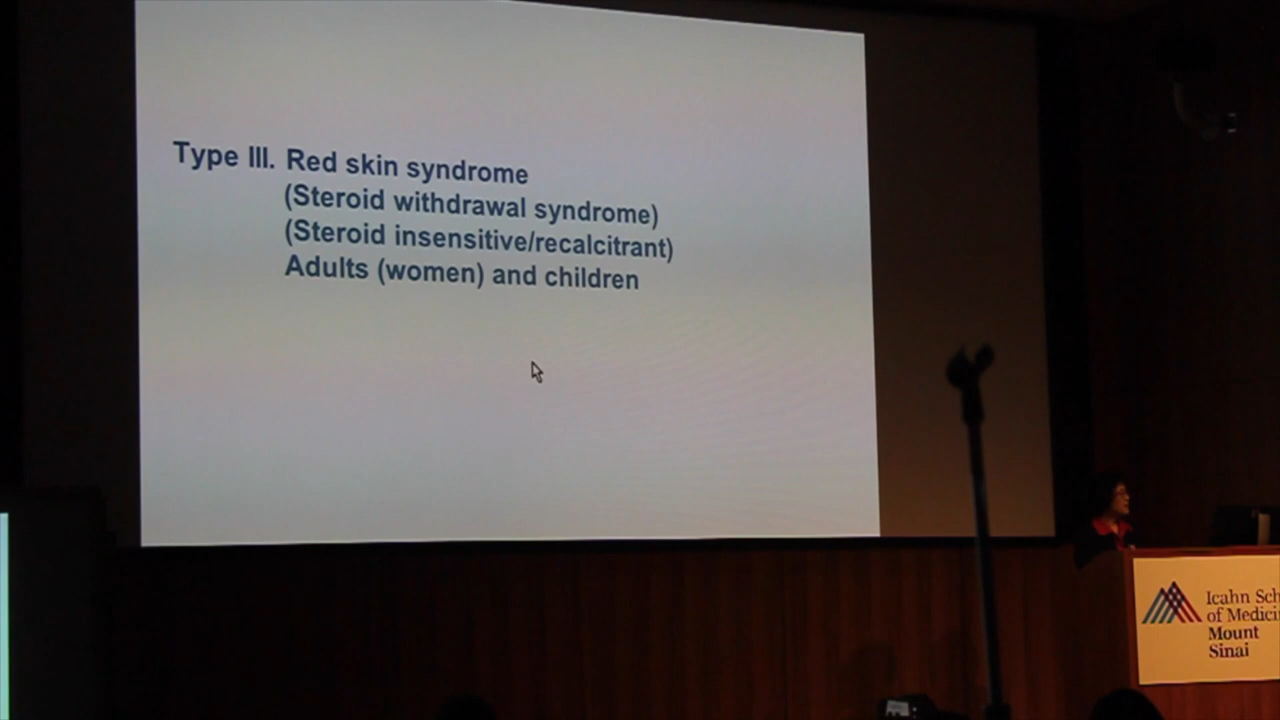 Type III. Red skin syndrome
(Steroid withdrawal syndrome)
(Steroid insensitive/recalcitrant)
Adults (women) and children
Icahn Sch
of Medici
Mount
Sinai